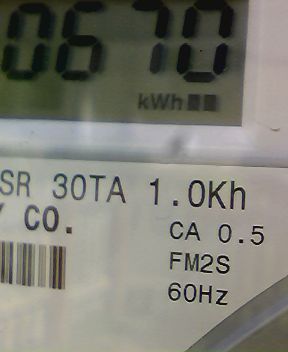 0670
kWh
SR 30TA 1.0Kh
Y CO.
CA 0.5
FM2S
60Hz